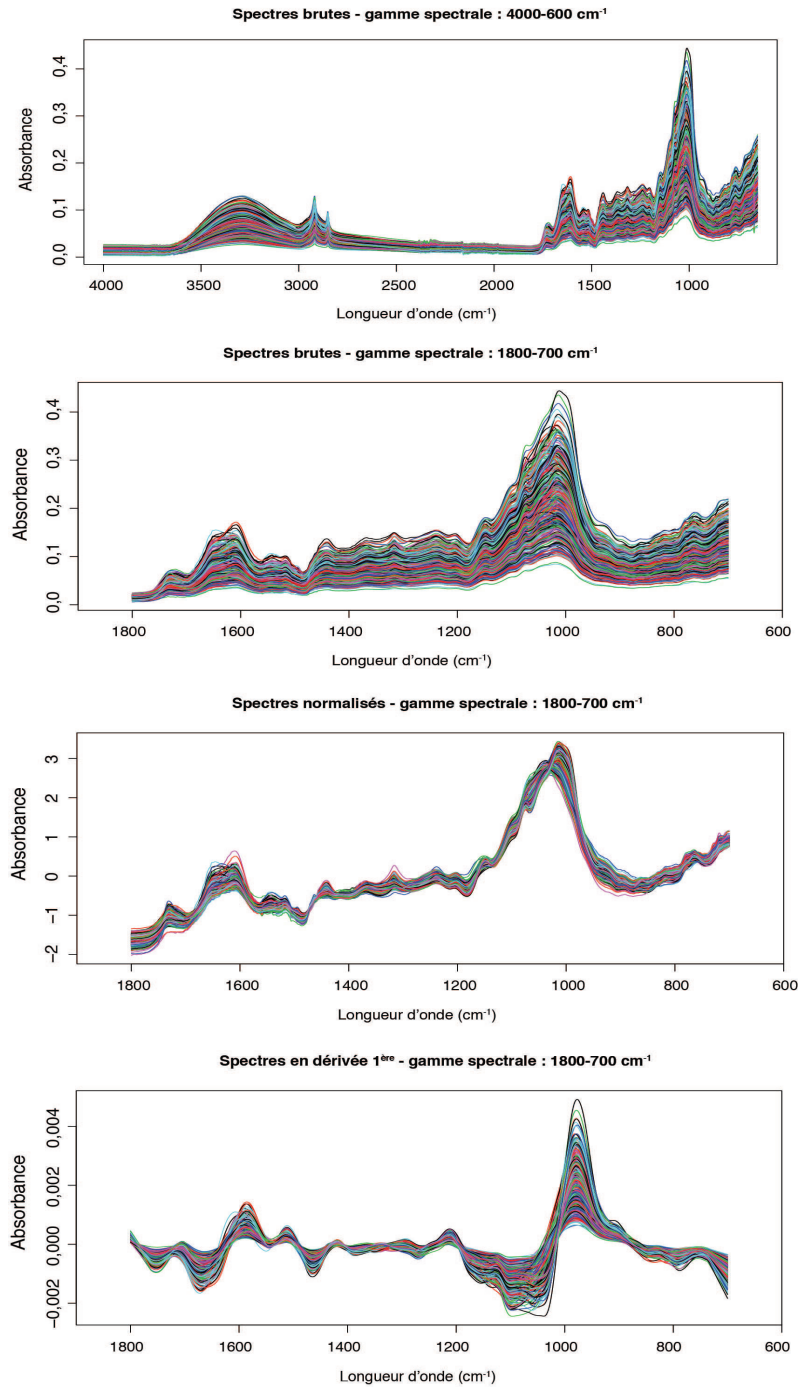 Spectres brutes - gamme spectrale : 4000-600 cm⁻¹
Absorbance
0,4
0,3
0,2
0,1
0,0
4000 3500 3000 2500 2000 1500 1000
Longueur d'onde (cm⁻¹)
Spectres brutes - gamme spectrale : 1800-700 cm⁻¹
Absorbance
0,4
0,3
0,2
0,1
0,0
1800 1600 1400 1200 1000 800 600
Longueur d'onde (cm⁻¹)
Spectres normalisés - gamme spectrale : 1800-700 cm⁻¹
Absorbance
3
2
1
0
−1
−2
1800 1600 1400 1200 1000 800 600
Longueur d'onde (cm⁻¹)
Spectres en dérivée 1ère - gamme spectrale : 1800-700 cm⁻¹
Absorbance
0,004
0,002
0,000
−0,002
1800 1600 1400 1200 1000 800 600
Longueur d'onde (cm⁻¹)